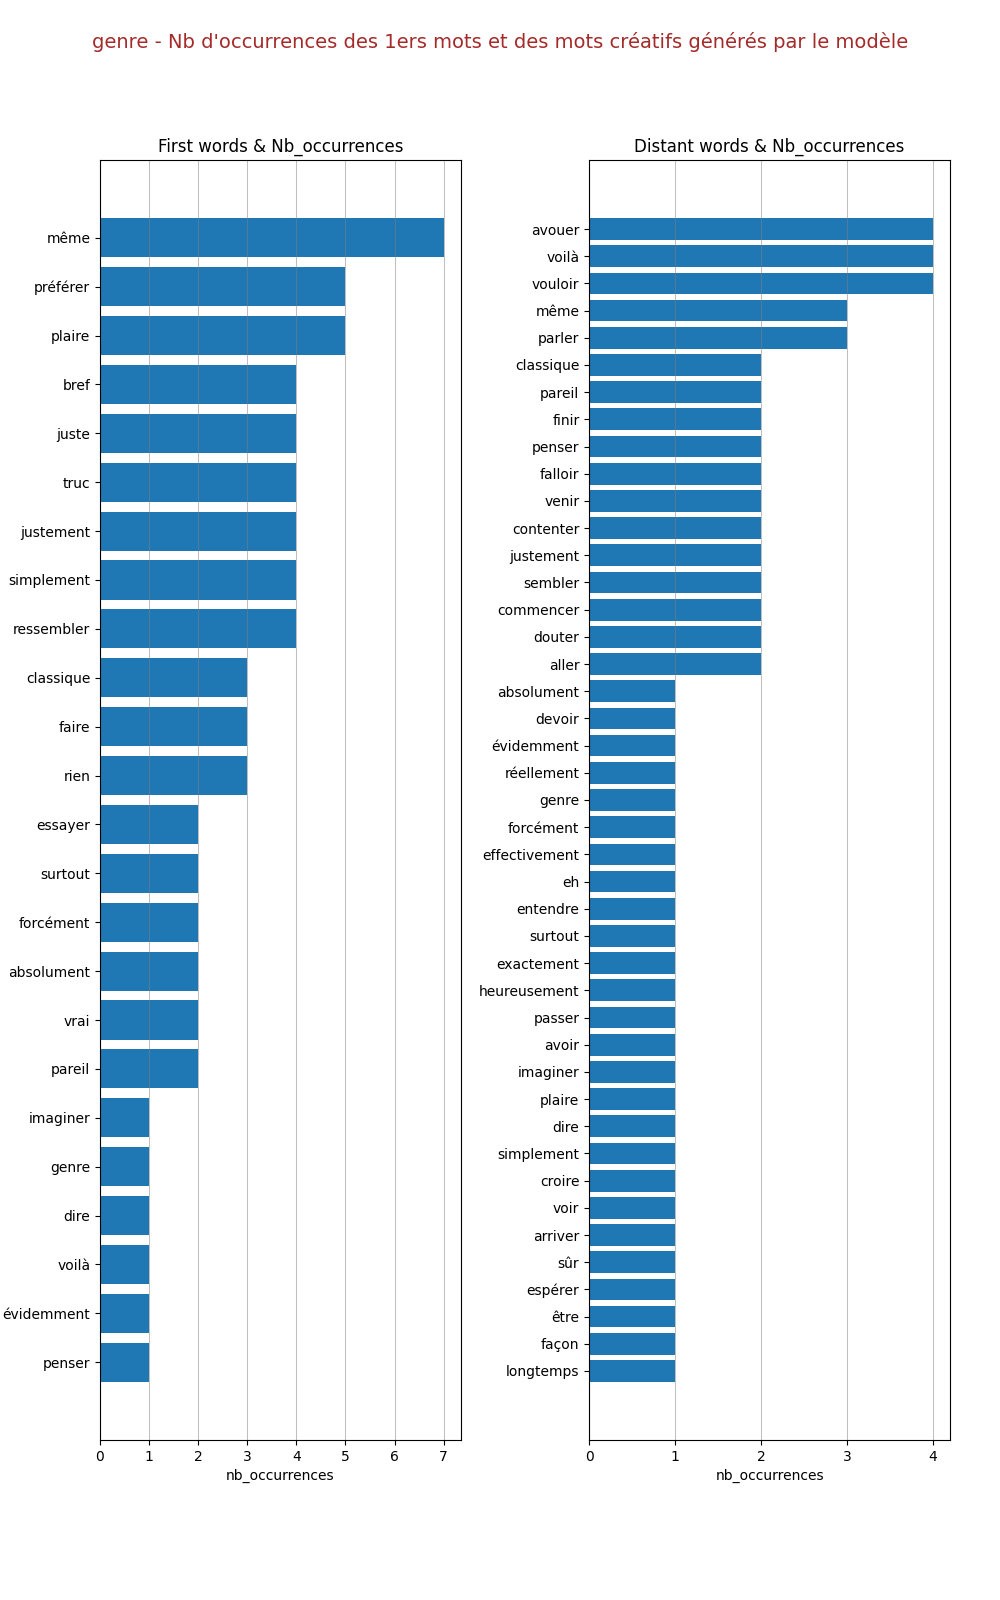 genre - Nb d'occurrences des 1ers mots et des mots créatifs générés par le modèle
First words & Nb_occurrences
même
préférer
plaire
bref
juste
truc
justement
simplement
ressembler
classique
faire
rien
essayer
surtout
forcément
absolument
vrai
pareil
imaginer
genre
dire
voilà
évidemment
penser
0 1 2 3 4 5 6 7
nb_occurrences
Distant words & Nb_occurrences
avouer
voilà
vouloir
même
parler
classique
pareil
finir
penser
falloir
venir
contenter
justement
sembler
commencer
douter
aller
absolument
devoir
évidemment
réellement
genre
forcément
effectivement
eh
entendre
surtout
exactement
heureusement
passer
avoir
imaginer
plaire
dire
simplement
croire
voir
arriver
sûr
espérer
être
façon
longtemps
0 1 2 3 4
nb_occurrences